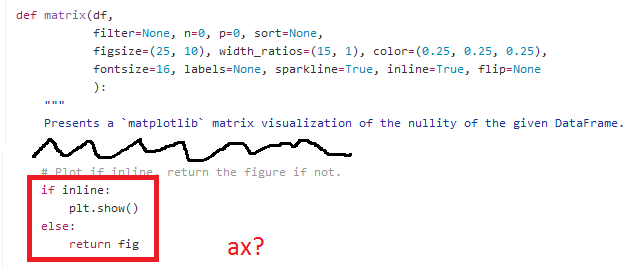 def matrix(df,
filter=None, n=0, p=0, sort=None,
figsize=(25, 10), width_ratios=(15, 1), color=(0.25, 0.25, 0.25),
fontsize=16, labels=None, sparkline=True, inline=True, flip=None
):
"""
Presents a `matplotlib` matrix visualization of the nullity of the given DataFrame.
# Plot if inline, return the figure if not.
if inline:
plt.show()
else:
return fig
ax?